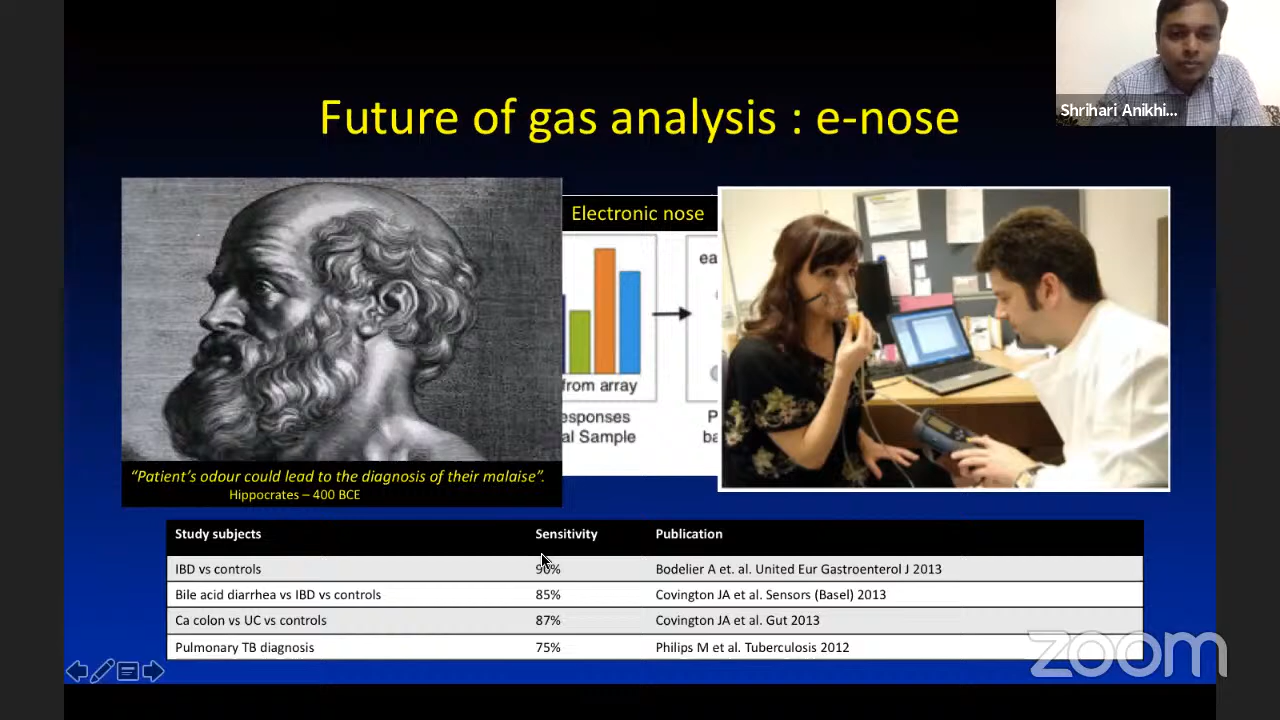 Shrihari Anikhi...
Future of gas analysis : e-nose
Electronic nose
from array
esponses
al Sample
ea
P
ba
“Patient’s odour could lead to the diagnosis of their malaise”.
Hippocrates – 400 BCE
Study subjects Sensitivity Publication
IBD vs controls 90% Bodelier A et. al. United Eur Gastroenterol J 2013
Bile acid diarrhea vs IBD vs controls 85% Covington JA et al. Sensors (Basel) 2013
Ca colon vs UC vs controls 87% Covington JA et al. Gut 2013
Pulmonary TB diagnosis 75% Philips M et al. Tuberculosis 2012
zoom